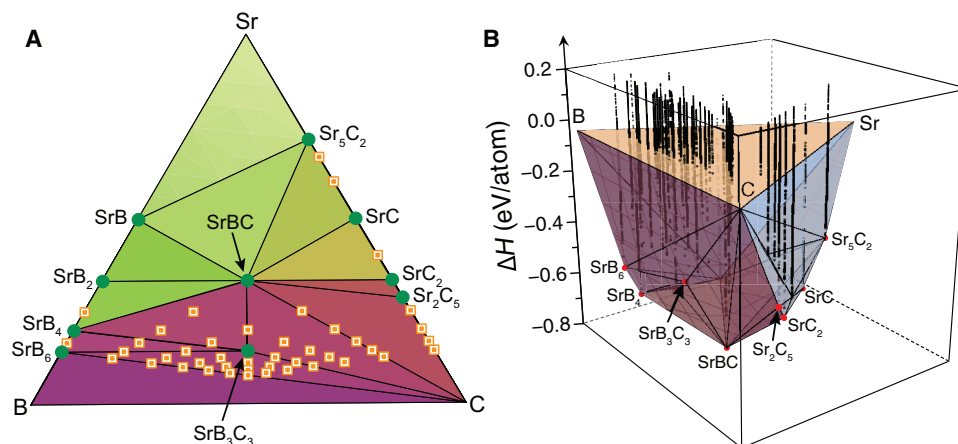 A
Sr
Sr₅C₂
SrB
SrBC
SrC
SrB₂
SrC₂
Sr₂C₅
SrB₄
SrB₆
B
C
SrB₃C₃
B
0.2
0.0
−0.2
−0.4
−0.6
−0.8
ΔH (eV/atom)
B
Sr
C
Sr₅C₂
SrB₆
SrB₄
SrB₃C₃
SrC
SrC₂
Sr₂C₅
SrBC